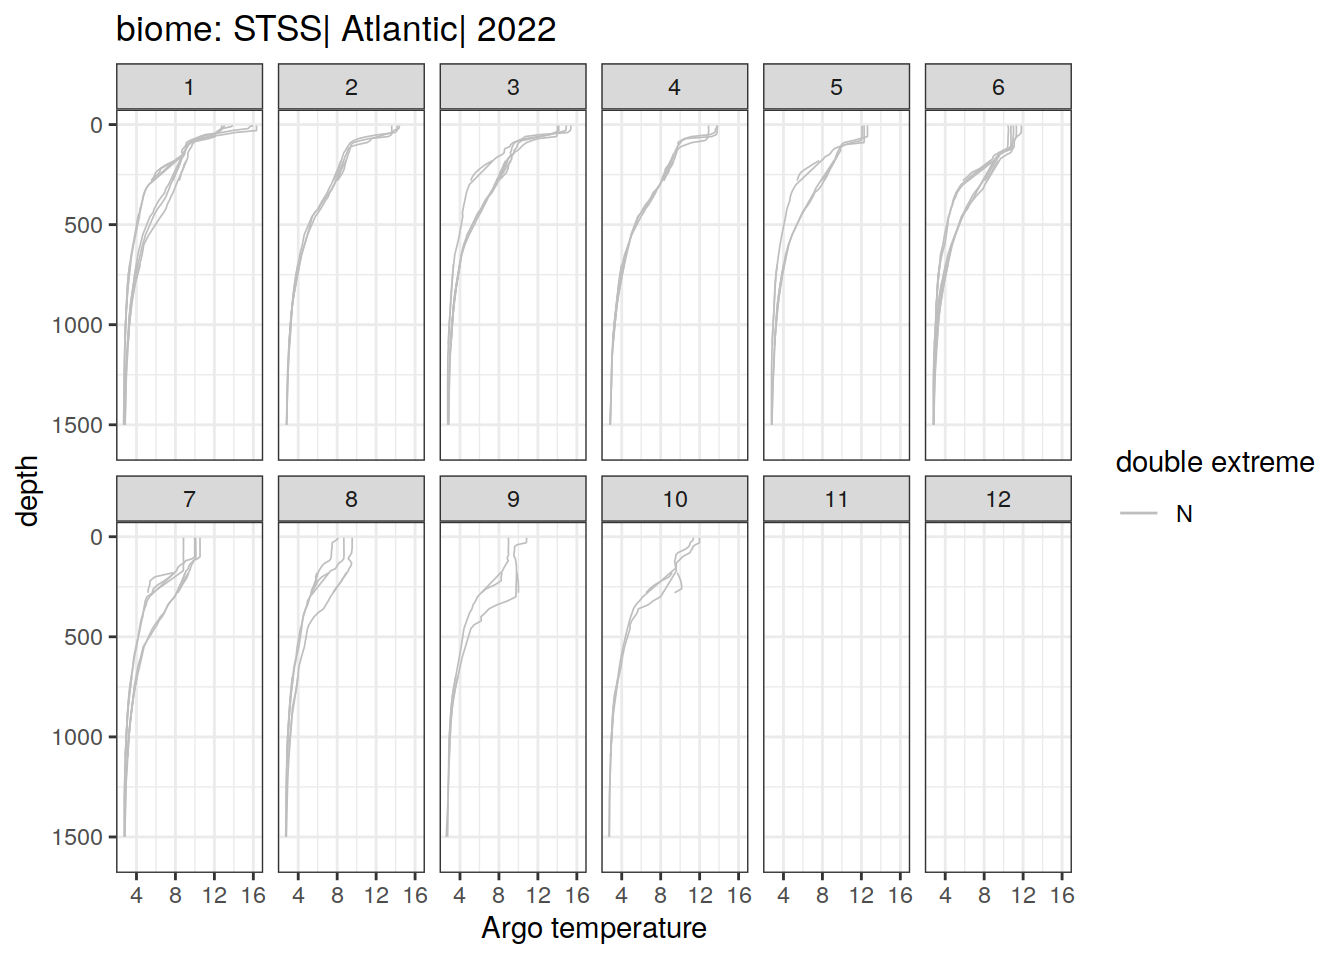 biome: STSS| Atlantic| 2022
1 2 3 4 5 6
0
500
1000
1500
7 8 9 10 11 12
0
500
1000
1500
4 8 12 16 4 8 12 16 4 8 12 16 4 8 12 16 4 8 12 16 4 8 12 16
Argo temperature
depth
double extreme
N